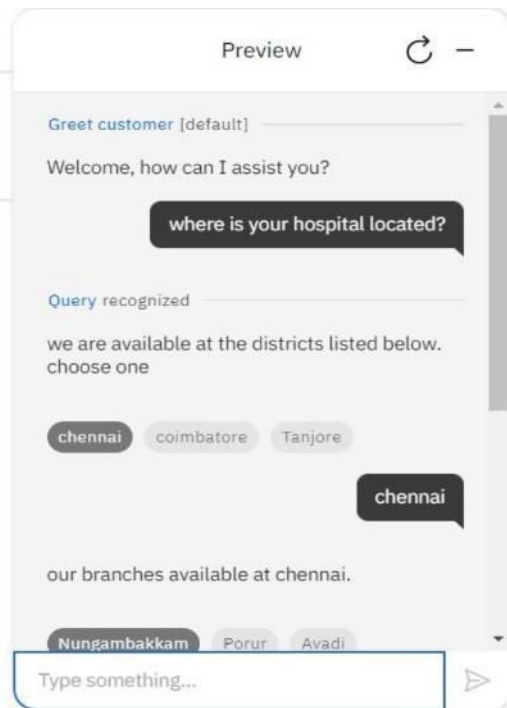 Preview
Greet customer [default]
Welcome, how can I assist you?
where is your hospital located?
Query recognized
we are available at the districts listed below.
choose one
chennai coimbatore Tanjore
chennai
our branches available at chennai.
Nungambakkam Porur Avadi
Type something...